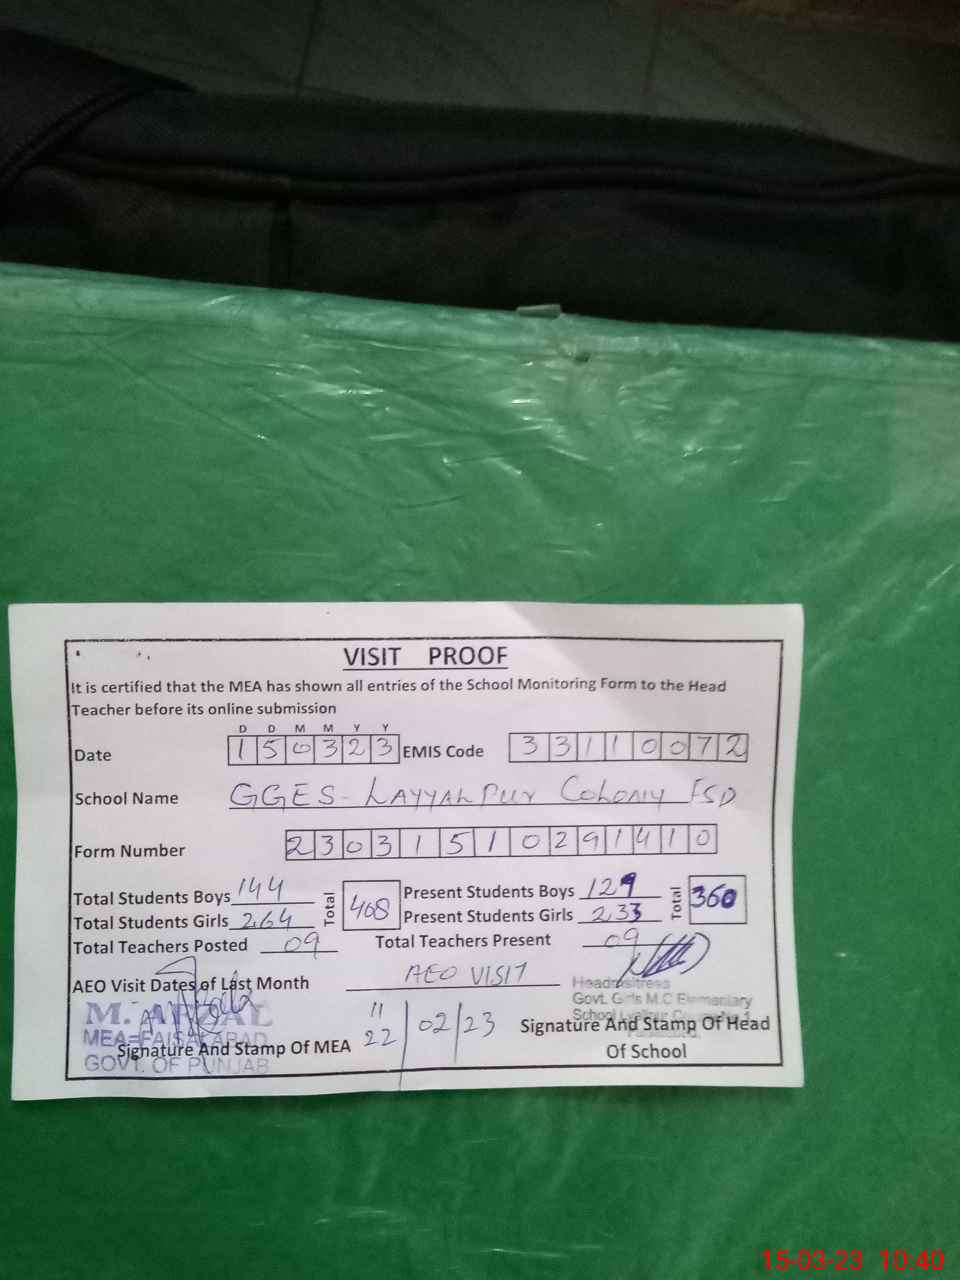 VISIT PROOF
It is certified that the MEA has shown all entries of the School Monitoring Form to the Head
Teacher before its online submission
D D M M Y Y
Date 150323 EMIS Code 33110072
School Name GGES - LAYYALPUR COLONY FSD
Form Number 23031510291410
Total Students Boys 144 Total 408 Present Students Boys 129 Total 360
Total Students Girls 264 Present Students Girls 233
Total Teachers Posted 09 Total Teachers Present 09
AEO Visit Dates of Last Month AEO VISIT
Headmistress
M. AFZAL Govt. Girls M.C Elementary
MEA-FAISALABAD 11 School
22 02 23 Signature And Stamp Of Head
Signature And Stamp Of MEA Of School
GOVT. OF PUNJAB
15-03-23 10:40